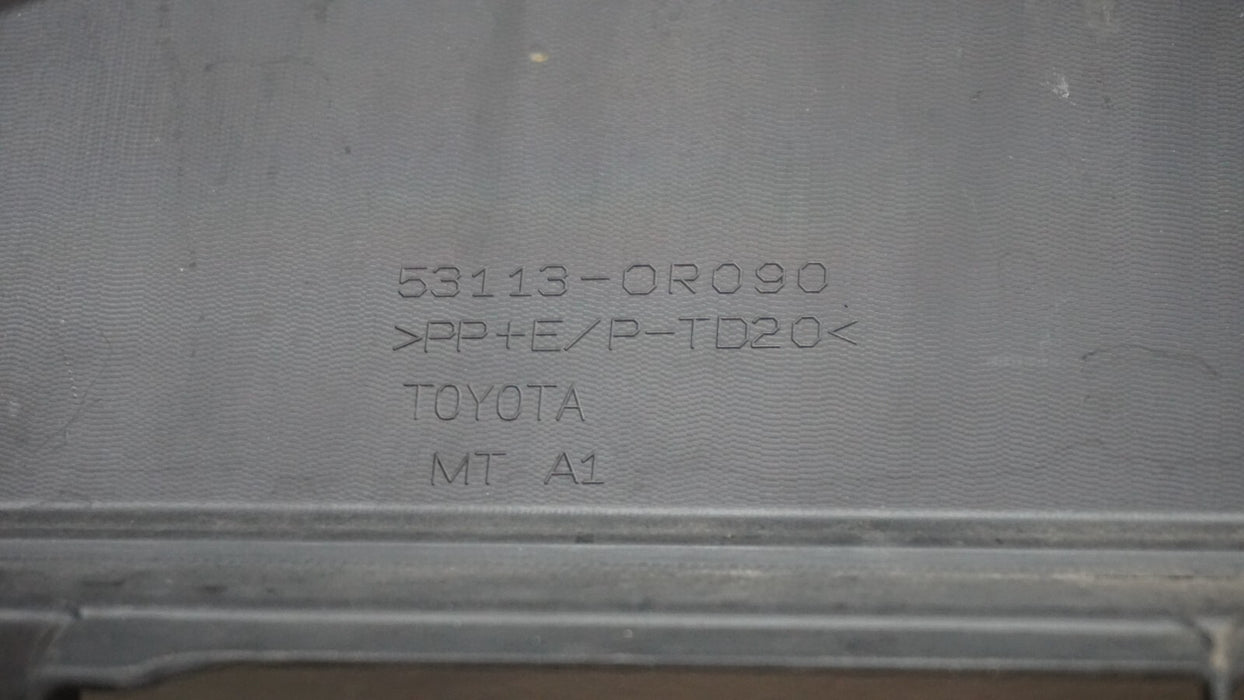 53113-0R090
>PP+E/P-TD20<
TOYOTA
MT A1